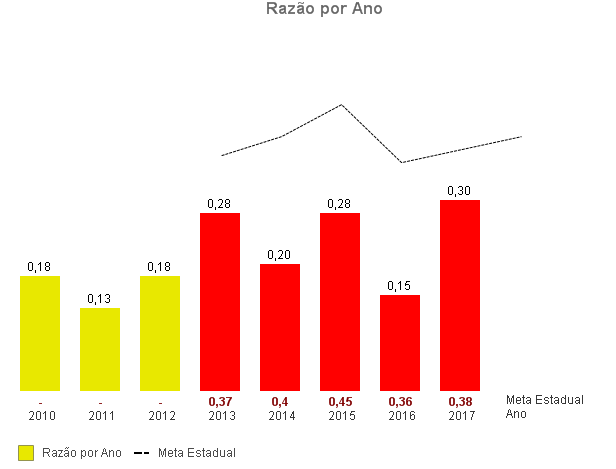 Razão por Ano
0,30
0,28 0,28
0,20
0,18 0,18
0,15
0,13
- - - 0,37 0,4 0,45 0,36 0,38 Meta Estadual
2010 2011 2012 2013 2014 2015 2016 2017 Ano
Razão por Ano Meta Estadual